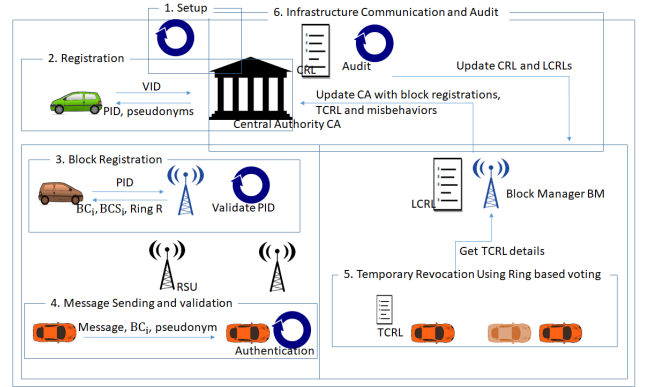 1. Setup
6. Infrastructure Communication and Audit
2. Registration
CRL
Audit
Update CRL and LCRLs
VID
PID, pseudonyms
Update CA with block registrations,
TCRL and misbehaviors
Central Authority CA
3. Block Registration
PID
BCᵢ, BCSᵢ, Ring R
Validate PID
LCRL
Block Manager BM
Get TCRL details
RSU
5. Temporary Revocation Using Ring based voting
4. Message Sending and validation
Message, BCᵢ, pseudonym
Authentication
TCRL